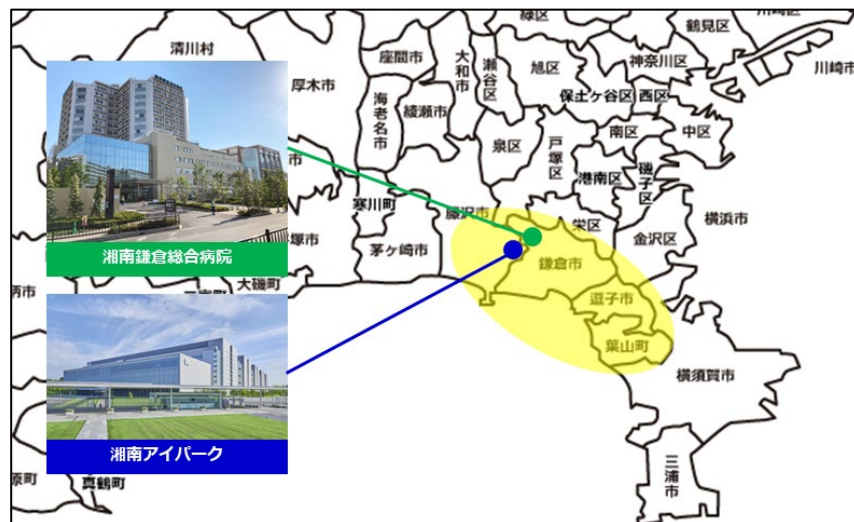 鶴見区
緑区
川崎市
清川村
座間市
大和市
瀬谷区
旭区
神奈川区
厚木市
海老名市
綾瀬市
保土ヶ谷区
西区
泉区
戸塚区
南区
中区
港南区
磯子区
寒川町
藤沢市
栄区
横浜市
金沢区
茅ヶ崎市
鎌倉市
湘南鎌倉総合病院
大磯町
逗子市
葉山町
横須賀市
湘南アイパーク
三浦市
真鶴町